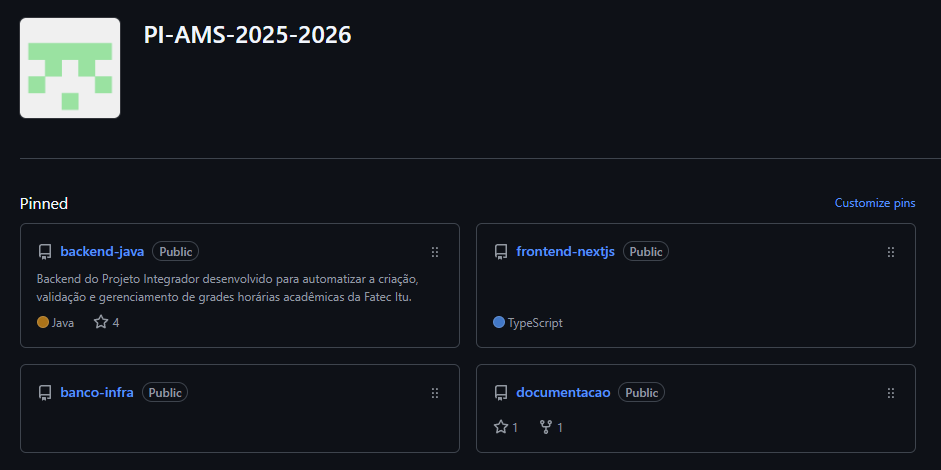 PI-AMS-2025-2026
Pinned
Customize pins
backend-java Public
Backend do Projeto Integrador desenvolvido para automatizar a criação,
validação e gerenciamento de grades horárias acadêmicas da Fatec Itu.
Java 4
frontend-nextjs Public
TypeScript
banco-infra Public
documentacao Public
1 1